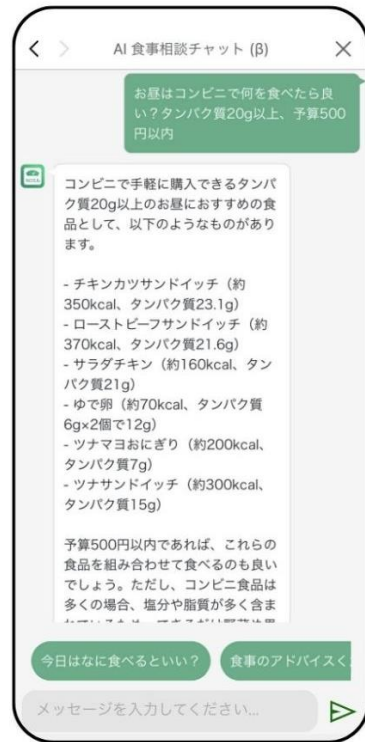 AI 食事相談チャット (β)
お昼はコンビニで何を食べたら良
い?タンパク質20g以上、予算500
円以内
コンビニで手軽に購入できるタンパ
ク質20g以上のお昼におすすめの食
品として、以下のようなものがあり
ます。
- チキンカツサンドイッチ（約
350kcal、タンパク質23.1g）
- ローストビーフサンドイッチ（約
370kcal、タンパク質21.6g）
- サラダチキン（約160kcal、タン
パク質21g）
- ゆで卵（約70kcal、タンパク質
6g×2個で12g）
- ツナマヨおにぎり（約200kcal、
タンパク質7g）
- ツナサンドイッチ（約300kcal、
タンパク質15g）
予算500円以内であれば、これらの
食品を組み合わせて食べるのも良い
でしょう。ただし、コンビニ食品は
多くの場合、塩分や脂質が多く含ま
今日はなに食べるといい？
食事のアドバイスく
メッセージを入力してください...